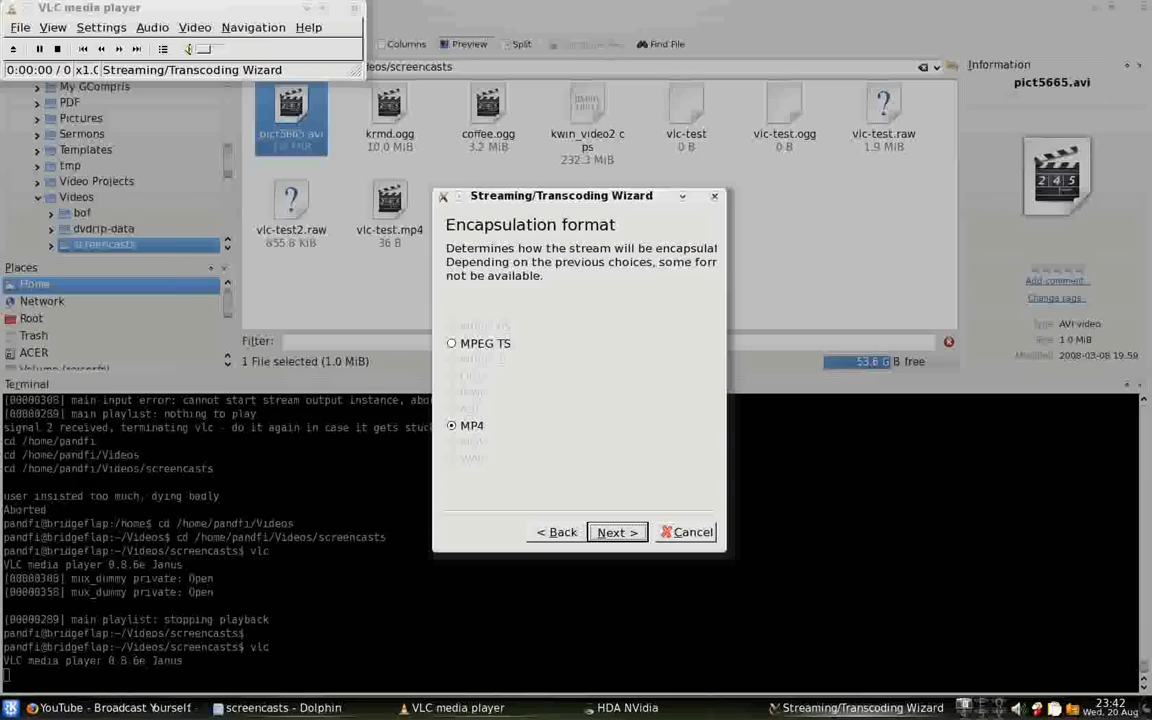 VLC media player
File View Settings Audio Video Navigation Help
0:00:00 / 0 x1.0 Streaming/Transcoding Wizard
Columns Preview Split Find File
/screencasts
My GCompris
PDF
Pictures
Sermons
Templates
tmp
Video Projects
Videos
bof
dvdrip-data
screencasts
Places
Home
Network
Root
Trash
ACER
pict5665.avi
1.0 MiB
krmd.ogg
10.0 MiB
coffee.ogg
3.2 MiB
kwin_video2 c
ps
232.3 MiB
vlc-test
0 B
vlc-test.ogg
0 B
vlc-test.raw
1.9 MiB
vlc-test2.raw
855.8 KiB
vlc-test.mp4
36 B
Filter:
1 File selected (1.0 MiB)
53.6 G B free
Information
pict5665.avi
Add comment...
Change tags...
Type AVI video
Size 1.0 MiB
Modified 2008-03-08 19:59
Streaming/Transcoding Wizard
Encapsulation format
Determines how the stream will be encapsulat
Depending on the previous choices, some forr
not be available.
MPEG TS
MP4
< Back Next > Cancel
Terminal
[00000308] main input error: cannot start stream output instance, abo
[00000289] main playlist: nothing to play
signal 2 received, terminating vlc - do it again in case it gets stuc
cd /home/pandfi
cd /home/pandfi/Videos
cd /home/pandfi/Videos/screencasts
user insisted too much, dying badly
Aborted
pandfi@bridgeflap:/home$ cd /home/pandfi/Videos
pandfi@bridgeflap:~/Videos$ cd /home/pandfi/Videos/screencasts
pandfi@bridgeflap:~/Videos/screencasts$ vlc
VLC media player 0.8.6e Janus
[00000308] mux_dummy private: Open
[00000358] mux_dummy private: Open
[00000289] main playlist: stopping playback
pandfi@bridgeflap:~/Videos/screencasts$
pandfi@bridgeflap:~/Videos/screencasts$ vlc
VLC media player 0.8.6e Janus
YouTube - Broadcast Yourself screencasts - Dolphin VLC media player HDA NVidia Streaming/Transcoding Wizard 23:42
Wed, 20 Aug